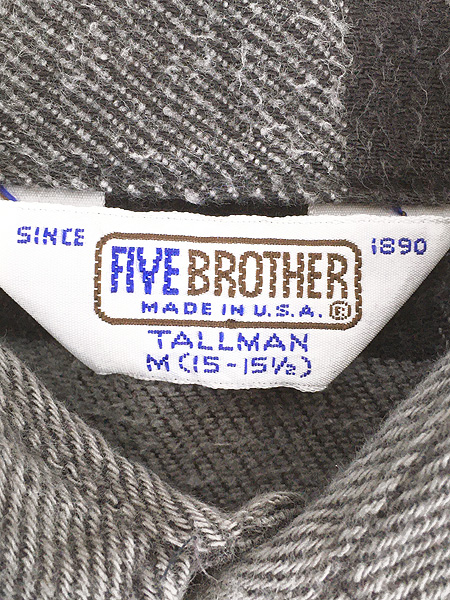 SINCE FIVE BROTHER 1890
MADE IN U.S.A. ®
TALLMAN
M (15-15½)